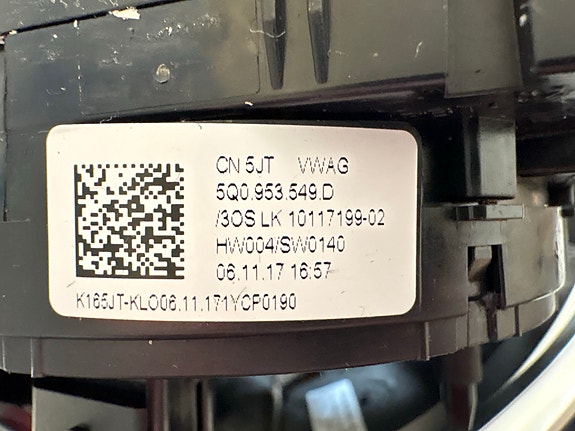 CN 5JT VWAG
5Q0.953.549.D
/3OS LK 10117199-02
HW004/SW0140
06.11.17 16:57
K165JT-KLO06.11.171YCP0190